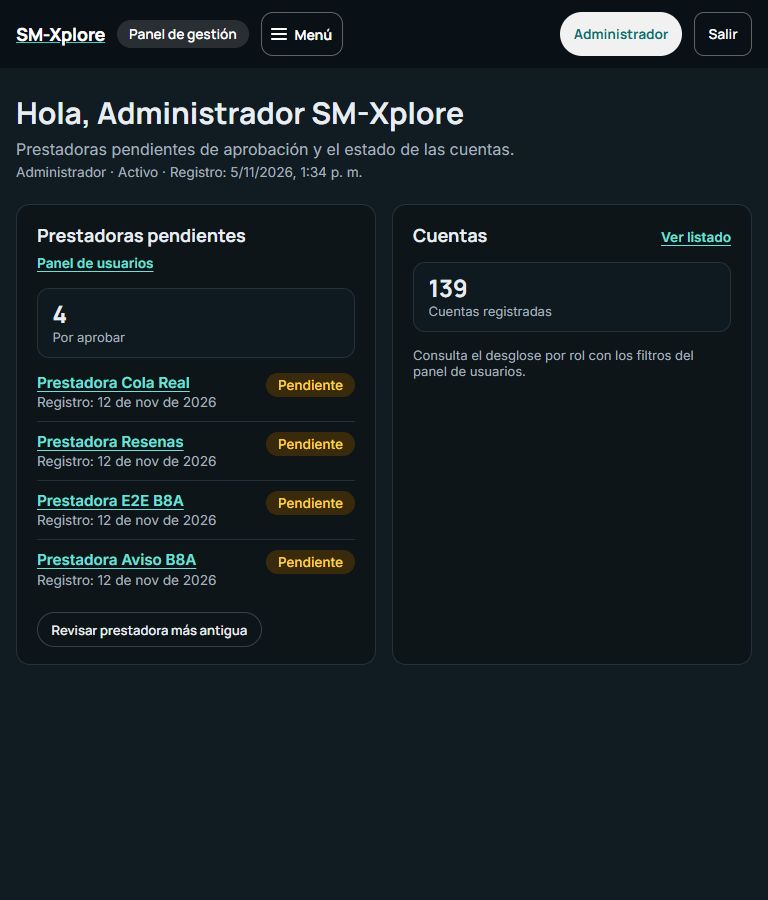 SM-Xplore
Panel de gestión
Menú
Administrador
Salir
Hola, Administrador SM-Xplore
Prestadoras pendientes de aprobación y el estado de las cuentas.
Administrador · Activo · Registro: 5/11/2026, 1:34 p. m.
Prestadoras pendientes
Panel de usuarios
4
Por aprobar
Prestadora Cola Real
Pendiente
Registro: 12 de nov de 2026
Prestadora Resenas
Pendiente
Registro: 12 de nov de 2026
Prestadora E2E B8A
Pendiente
Registro: 12 de nov de 2026
Prestadora Aviso B8A
Pendiente
Registro: 12 de nov de 2026
Revisar prestadora más antigua
Cuentas
Ver listado
139
Cuentas registradas
Consulta el desglose por rol con los filtros del
panel de usuarios.